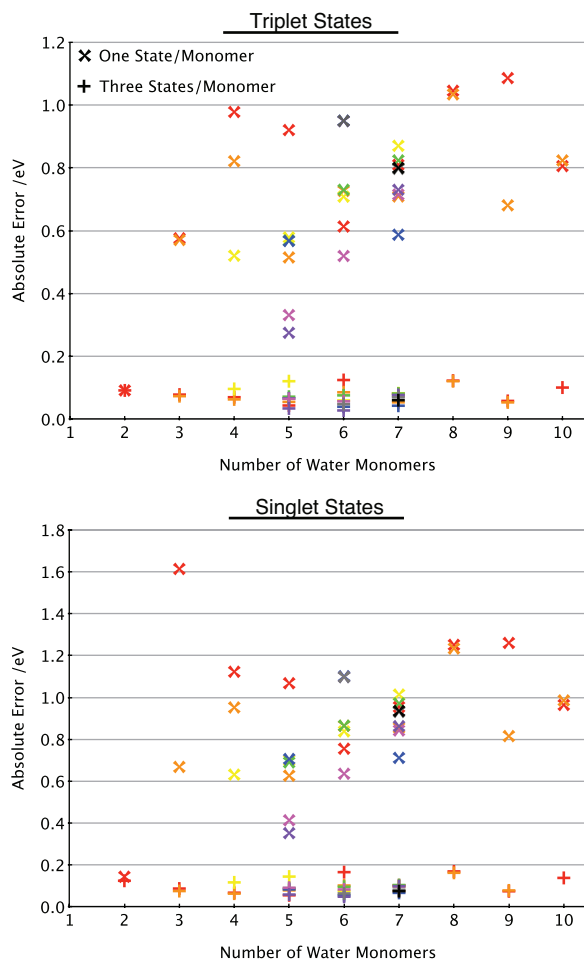 Triplet States
1.2
One State/Monomer
Three States/Monomer
1.0
0.8
0.6
0.4
0.2
0.0
Absolute Error /eV
1 2 3 4 5 6 7 8 9 10
Number of Water Monomers
Singlet States
1.8
1.6
1.4
1.2
1.0
0.8
0.6
0.4
0.2
0.0
Absolute Error /eV
1 2 3 4 5 6 7 8 9 10
Number of Water Monomers